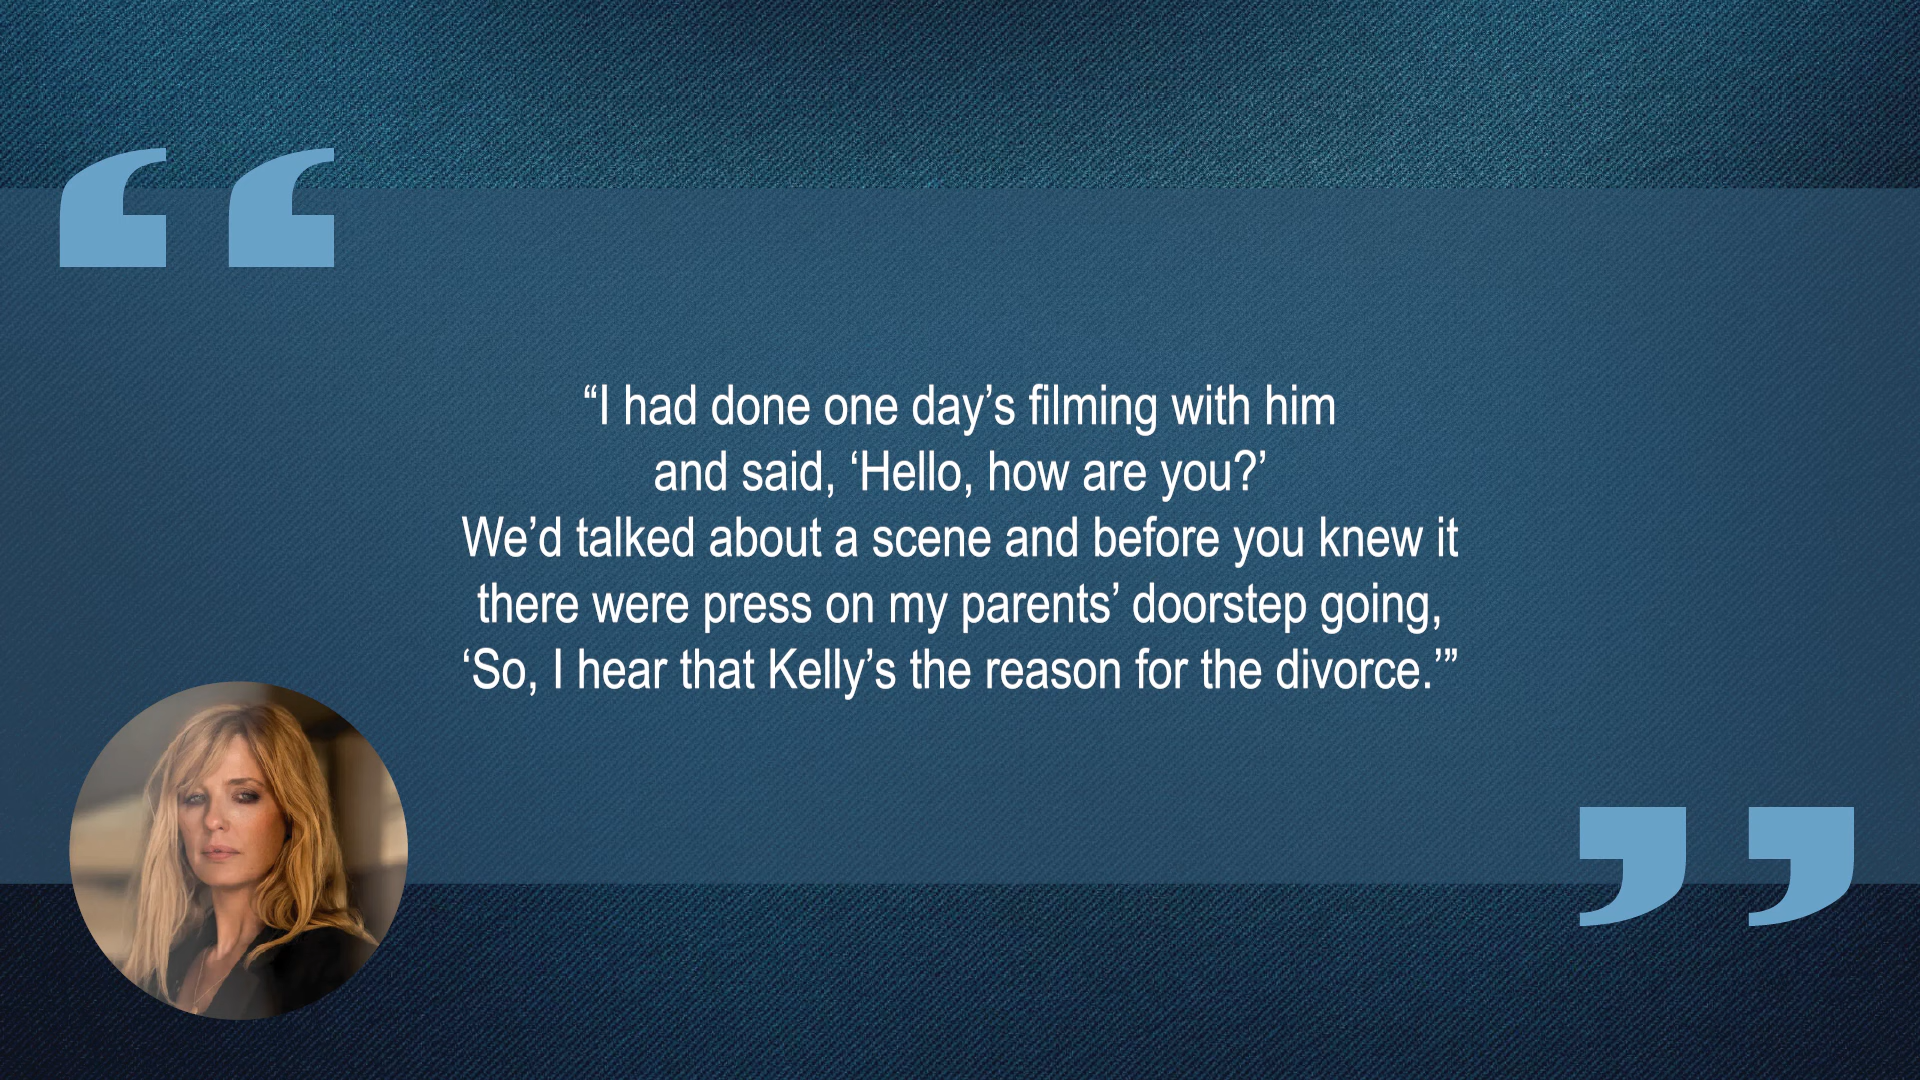 “I had done one day’s filming with him
and said, ‘Hello, how are you?’
We’d talked about a scene and before you knew it
there were press on my parents’ doorstep going,
‘So, I hear that Kelly’s the reason for the divorce.’”